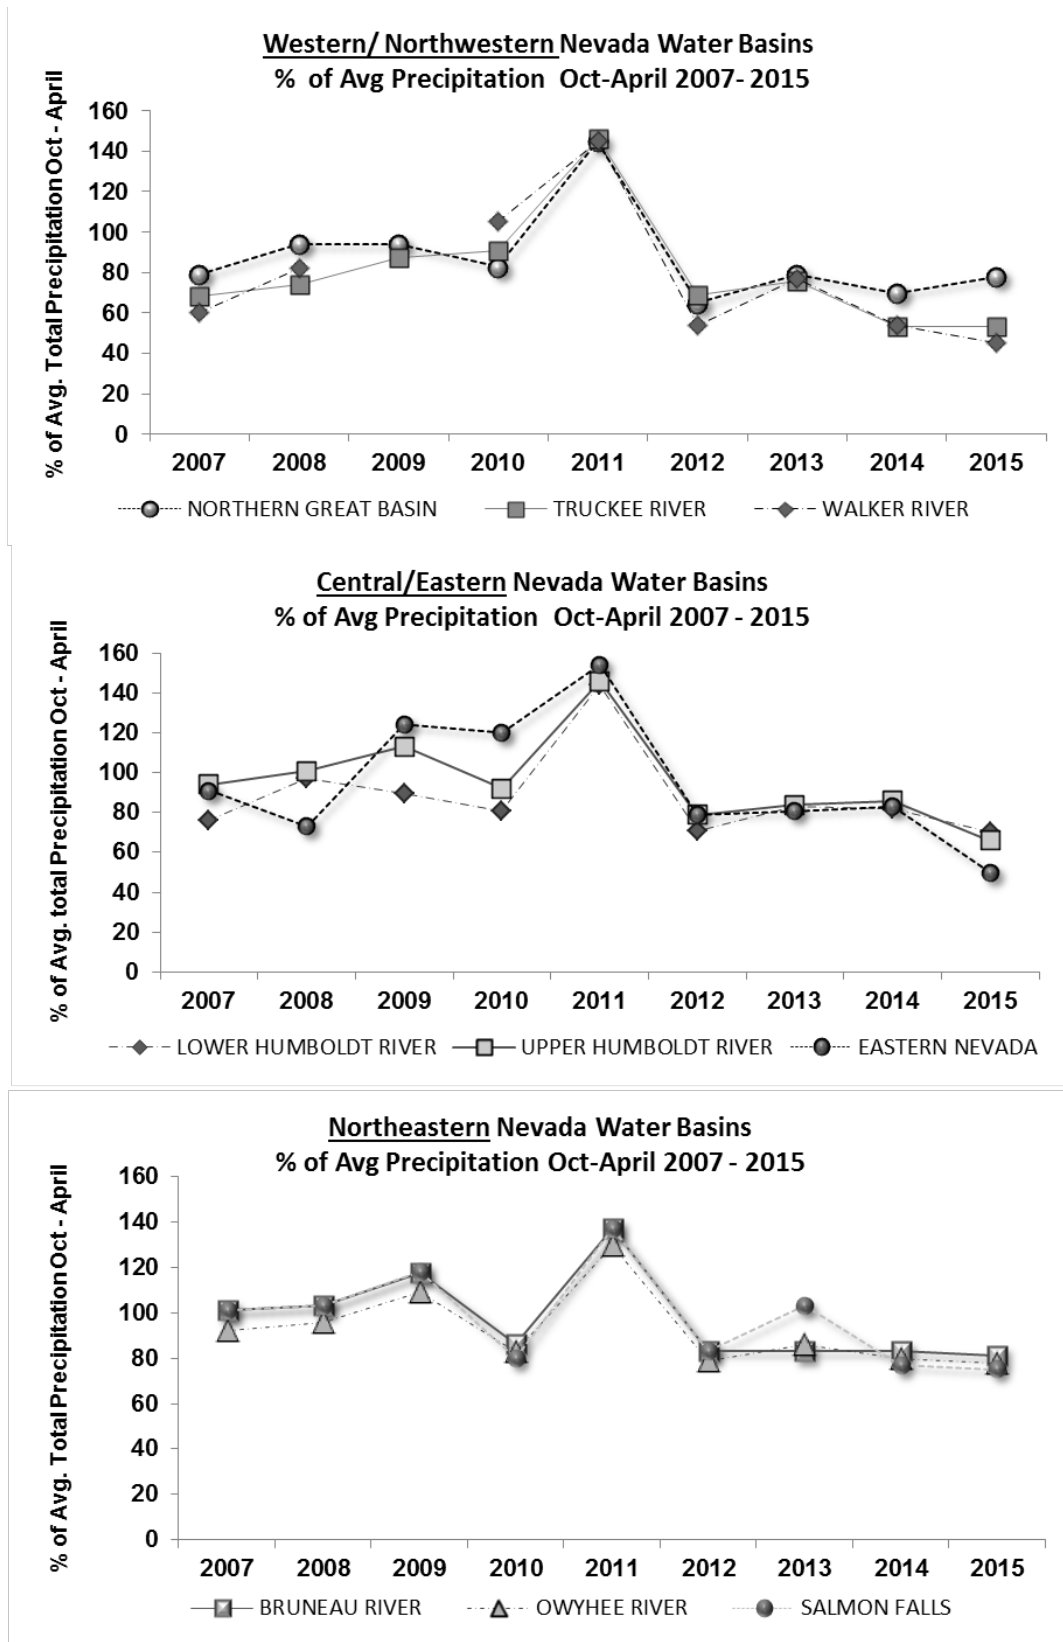 Western/ Northwestern Nevada Water Basins
% of Avg Precipitation Oct-April 2007- 2015
% of Avg. Total Precipitation Oct - April
160
140
120
100
80
60
40
20
0
2007 2008 2009 2010 2011 2012 2013 2014 2015
NORTHERN GREAT BASIN TRUCKEE RIVER WALKER RIVER
Central/Eastern Nevada Water Basins
% of Avg Precipitation Oct-April 2007 - 2015
% of Avg. total Precipitation Oct - April
160
140
120
100
80
60
40
20
0
2007 2008 2009 2010 2011 2012 2013 2014 2015
LOWER HUMBOLDT RIVER UPPER HUMBOLDT RIVER EASTERN NEVADA
Northeastern Nevada Water Basins
% of Avg Precipitation Oct-April 2007 - 2015
% of Avg. Total Precipitation Oct - April
160
140
120
100
80
60
40
20
0
2007 2008 2009 2010 2011 2012 2013 2014 2015
BRUNEAU RIVER OWYHEE RIVER SALMON FALLS